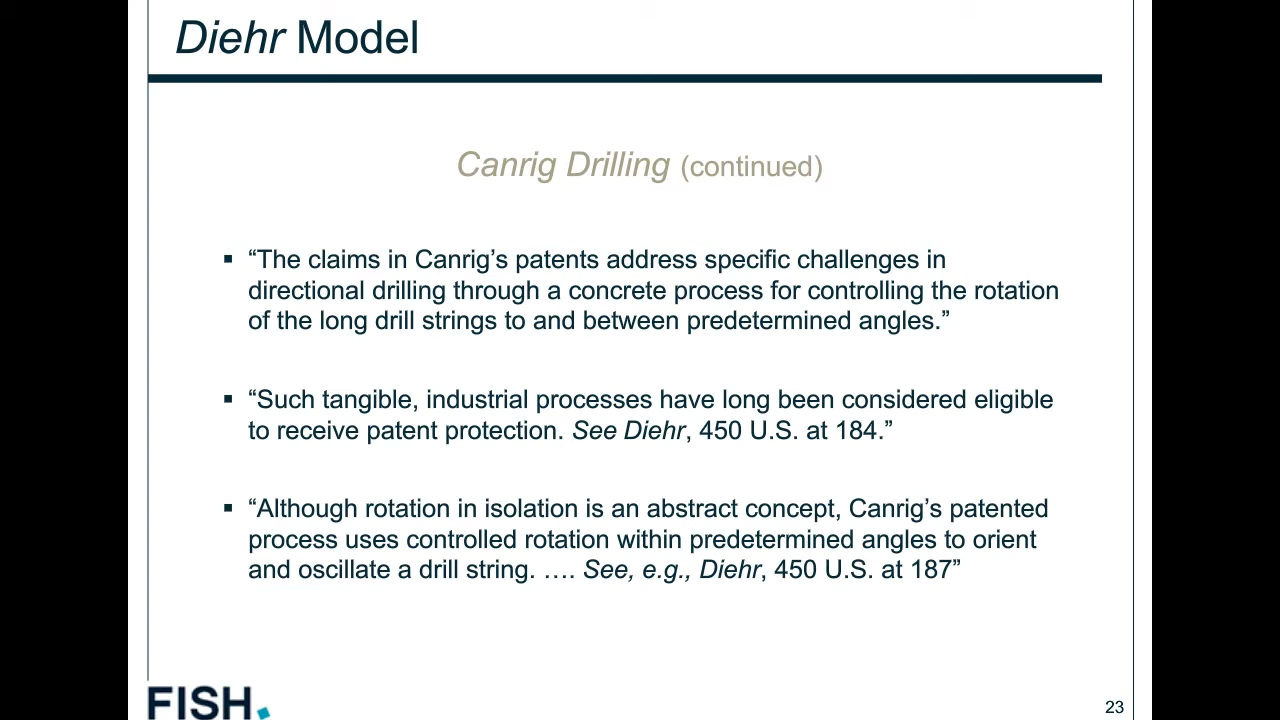 Diehr Model
Canrig Drilling (continued)
▪ “The claims in Canrig’s patents address specific challenges in
directional drilling through a concrete process for controlling the rotation
of the long drill strings to and between predetermined angles.”
▪ “Such tangible, industrial processes have long been considered eligible
to receive patent protection. See Diehr, 450 U.S. at 184.”
▪ “Although rotation in isolation is an abstract concept, Canrig’s patented
process uses controlled rotation within predetermined angles to orient
and oscillate a drill string. …. See, e.g., Diehr, 450 U.S. at 187”
FISH.
23